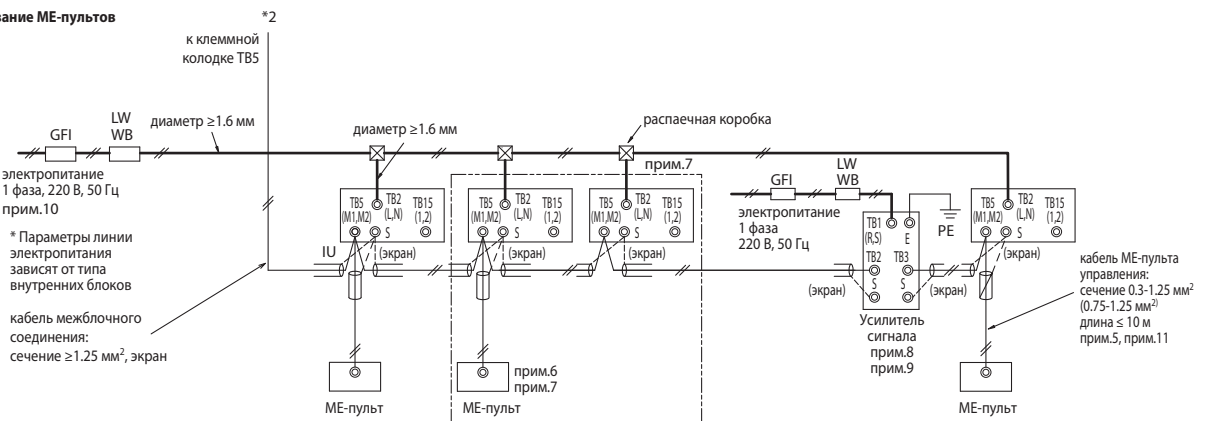 вание МЕ-пультов
*2
к клеммной
колодке ТВ5
GFI
LW
WB
диаметр ≥1.6 мм
диаметр ≥1.6 мм
распаечная коробка
прим.7
электропитание
1 фаза, 220 В, 50 Гц
прим.10
* Параметры линии
электропитания
зависят от типа
внутренних блоков
кабель межблочного
соединения:
сечение ≥1.25 мм², экран
TB5
(M1,M2)
TB2
(L,N)
TB15
(1,2)
S
IU
(экран)
TB5
(M1,M2)
TB2
(L,N)
TB15
(1,2)
S
(экран)
TB5
(M1,M2)
TB2
(L,N)
TB15
(1,2)
S
(экран)
GFI
LW
WB
электропитание
1 фаза
220 В, 50 Гц
TB1
(R,S)
E
PE
TB2
TB3
S
S
(экран)
(экран)
Усилитель
сигнала
прим.8
прим.9
TB5
(M1,M2)
TB2
(L,N)
TB15
(1,2)
S
(экран)
кабель МЕ-пульта
управления:
сечение 0.3-1.25 мм²
(0.75-1.25 мм²⁾
длина ≤ 10 м
прим.5, прим.11
МЕ-пульт
прим.6
прим.7
МЕ-пульт
МЕ-пульт